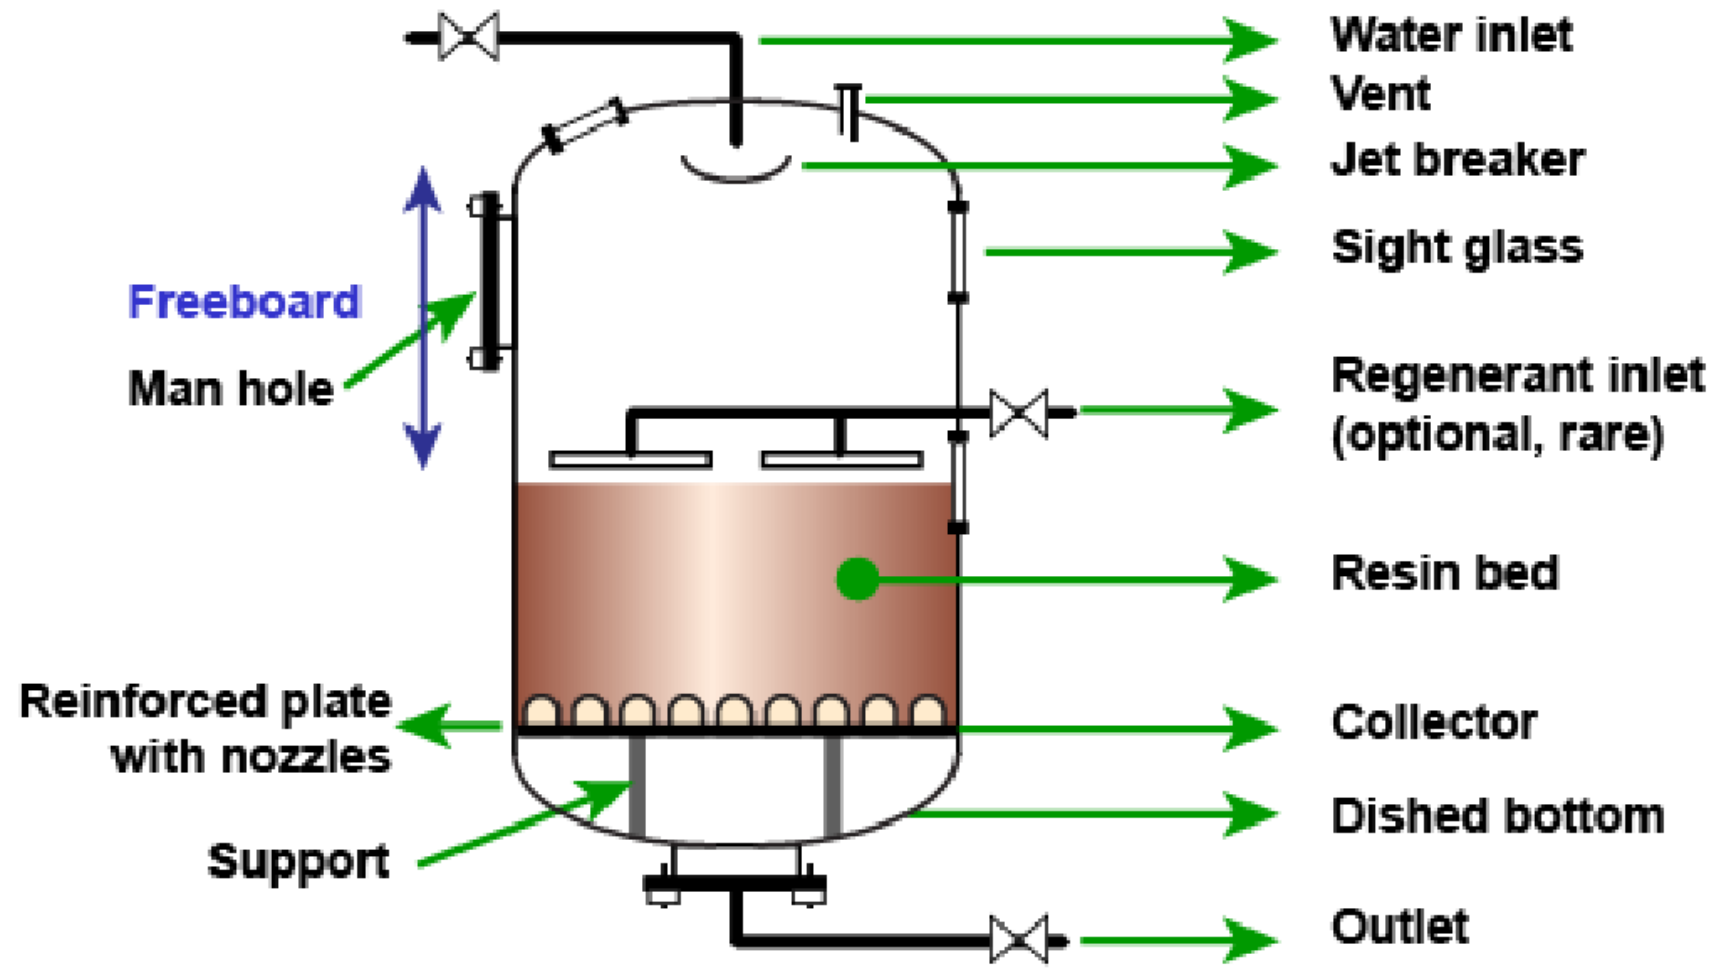 Water inlet
Vent
Jet breaker
Sight glass
Freeboard
Man hole
Regenerant inlet
(optional, rare)
Resin bed
Reinforced plate
with nozzles
Collector
Dished bottom
Support
Outlet